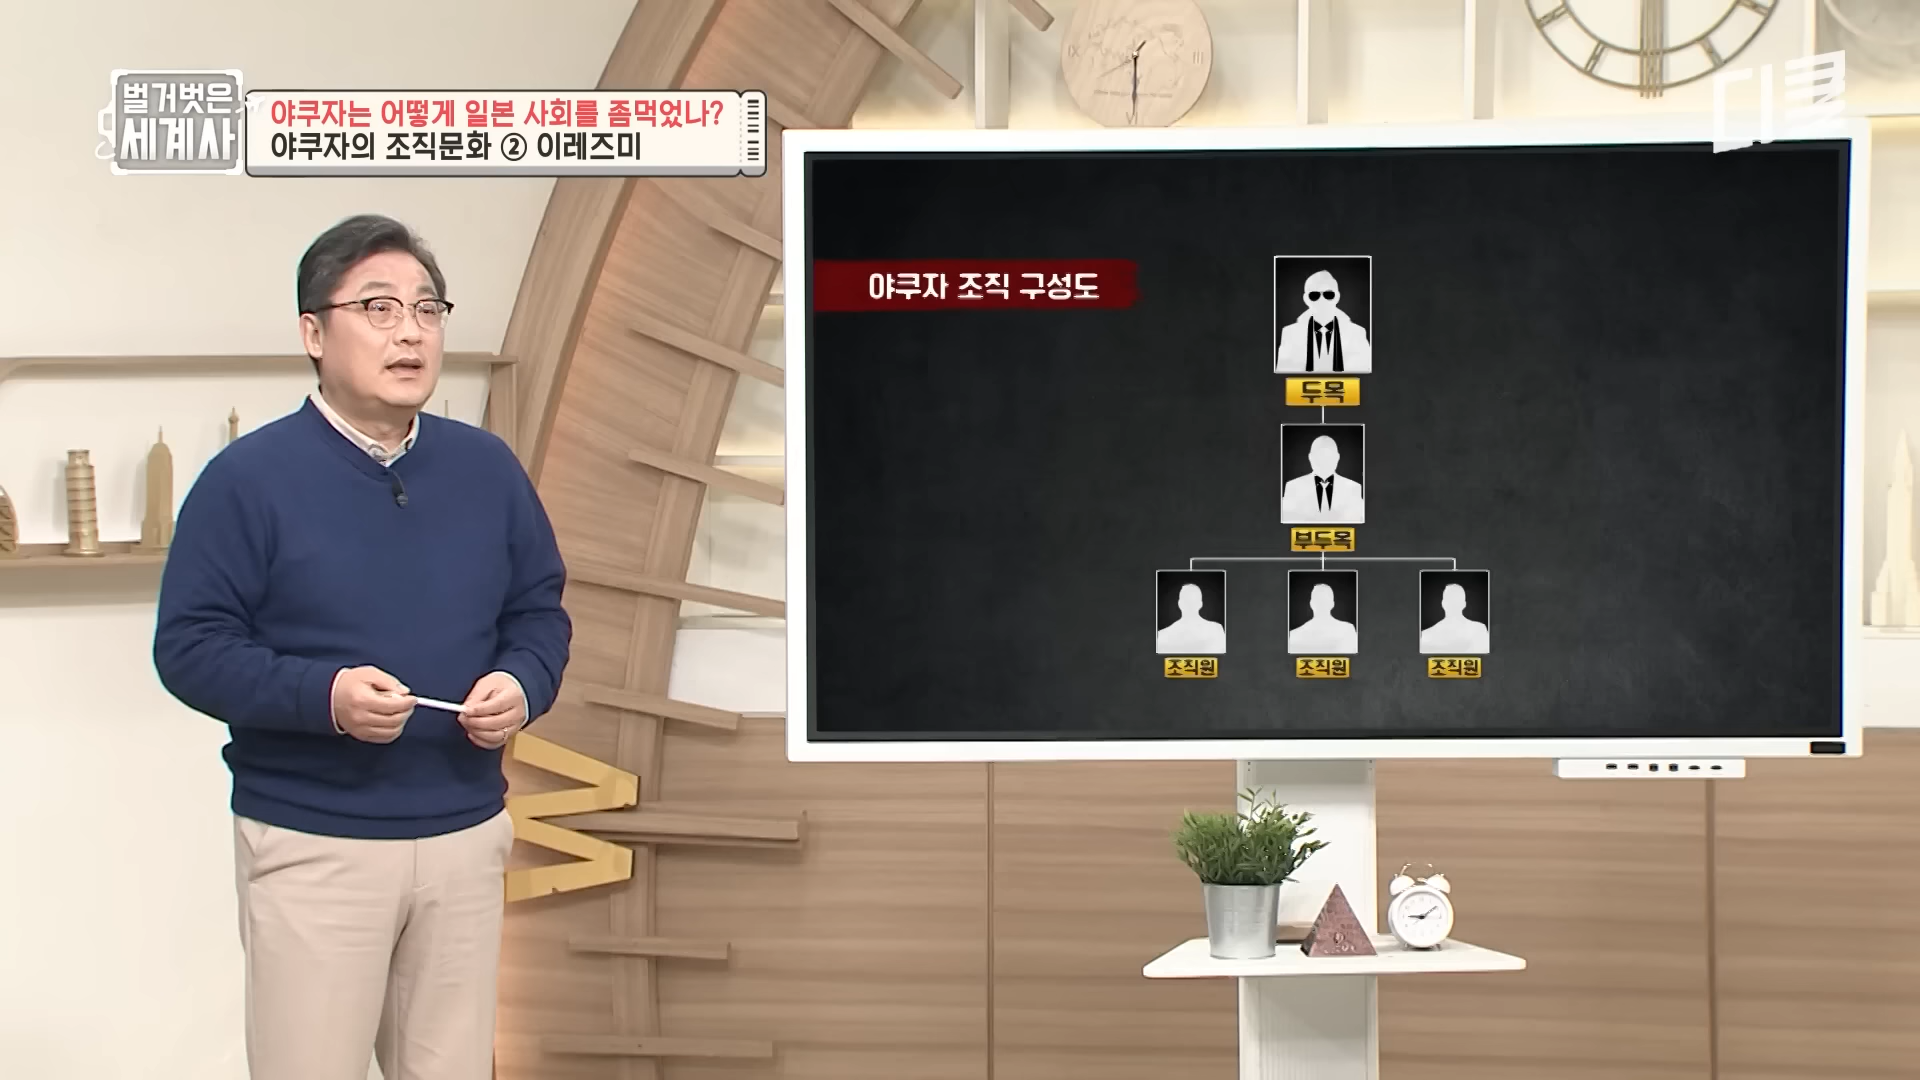 벌거벗은
세계사
야쿠자는 어떻게 일본 사회를 좀먹었나?
야쿠자의 조직문화 ② 이레즈미
디클
야쿠자 조직 구성도
두목
부두목
조직원
조직원
조직원